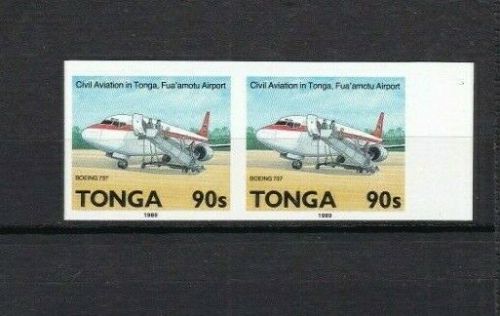 Civil Aviation in Tonga, Fua'amotu Airport
BOEING 737
TONGA 90s
1989
Civil Aviation in Tonga, Fua'amotu Airport
BOEING 737
TONGA 90s
1989